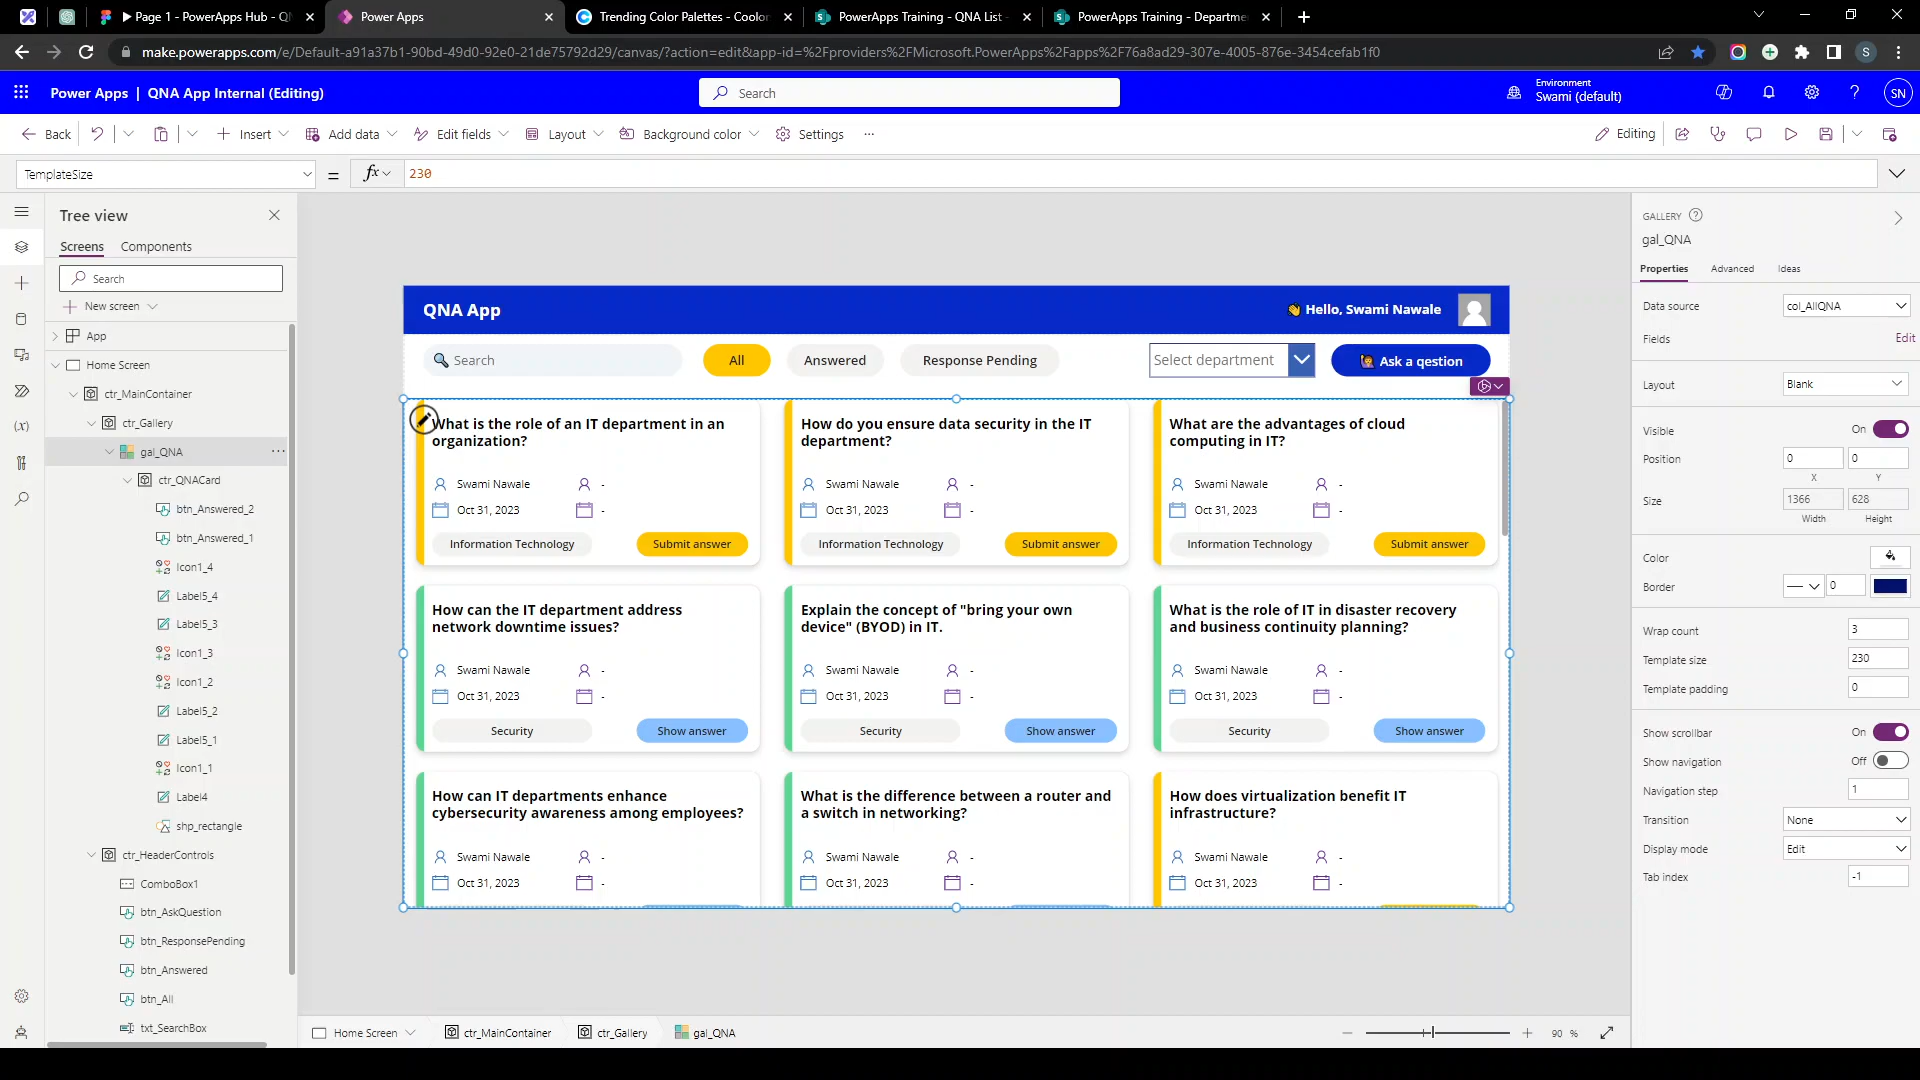 Page 1 - PowerApps Hub - QN
Power Apps
Trending Color Palettes - Coolor
PowerApps Training - QNA List -
PowerApps Training - Departme
make.powerapps.com/e/Default-a91a37b1-90bd-49d0-92e0-21de75792d29/canvas/?action=edit&app-id=%2Fproviders%2FMicrosoft.PowerApps%2Fapps%2F76a8ad29-307e-4005-876e-3454cefab1f0
S
Power Apps | QNA App Internal (Editing)
Search
Environment
Swami (default)
SN
Back
Insert
Add data
Edit fields
Layout
Background color
Settings
...
Editing
TemplateSize
=
fx
230
Tree view
Screens
Components
Search
New screen
App
Home Screen
ctr_MainContainer
ctr_Gallery
gal_QNA
ctr_QNACard
btn_Answered_2
btn_Answered_1
Icon1_4
Label5_4
Label5_3
Icon1_3
Icon1_2
Label5_2
Label5_1
Icon1_1
Label4
shp_rectangle
ctr_HeaderControls
ComboBox1
btn_AskQuestion
btn_ResponsePending
btn_Answered
btn_All
txt_SearchBox
QNA App
👋 Hello, Swami Nawale
Search
All
Answered
Response Pending
Select department
Ask a qestion
What is the role of an IT department in an
organization?
Swami Nawale
-
Oct 31, 2023
-
Information Technology
Submit answer
How do you ensure data security in the IT
department?
Swami Nawale
-
Oct 31, 2023
-
Information Technology
Submit answer
What are the advantages of cloud
computing in IT?
Swami Nawale
-
Oct 31, 2023
-
Information Technology
Submit answer
How can the IT department address
network downtime issues?
Swami Nawale
-
Oct 31, 2023
-
Security
Show answer
Explain the concept of "bring your own
device" (BYOD) in IT.
Swami Nawale
-
Oct 31, 2023
-
Security
Show answer
What is the role of IT in disaster recovery
and business continuity planning?
Swami Nawale
-
Oct 31, 2023
-
Security
Show answer
How can IT departments enhance
cybersecurity awareness among employees?
Swami Nawale
-
Oct 31, 2023
-
What is the difference between a router and
a switch in networking?
Swami Nawale
-
Oct 31, 2023
-
How does virtualization benefit IT
infrastructure?
Swami Nawale
-
Oct 31, 2023
-
Home Screen
ctr_MainContainer
ctr_Gallery
gal_QNA
90 %
GALLERY
gal_QNA
Properties
Advanced
Ideas
Data source
col_AllQNA
Fields
Edit
Layout
Blank
Visible
On
Position
0
0
X
Y
Size
1366
628
Width
Height
Color
Border
0
Wrap count
3
Template size
230
Template padding
0
Show scrollbar
On
Show navigation
Off
Navigation step
1
Transition
None
Display mode
Edit
Tab index
-1